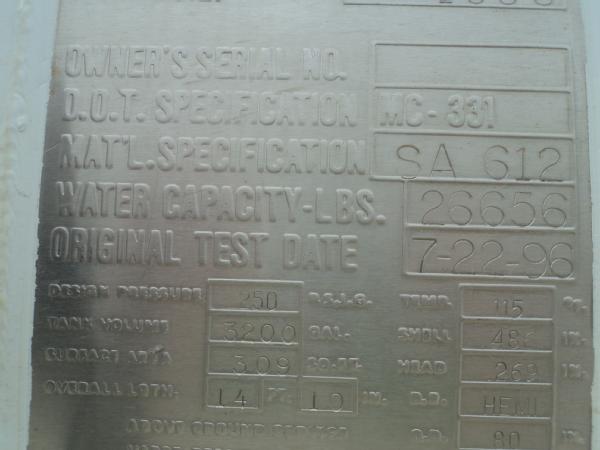 OWNER'S SERIAL NO.
D.O.T. SPECIFICATION MC-331
MAT'L. SPECIFICATION SA 612
WATER CAPACITY-LBS. 26656
ORIGINAL TEST DATE 7-22-96
DESIGN PRESSURE 250 P.S.I.G. TEMP. 115
TANK VOLUME 3200 GAL. SHELL IN.
SURFACE AREA 309 SQ.FT. HEAD IN.
OVERALL LGTH. 14 FT. 10 IN. HEMI
O.D. 80 IN.